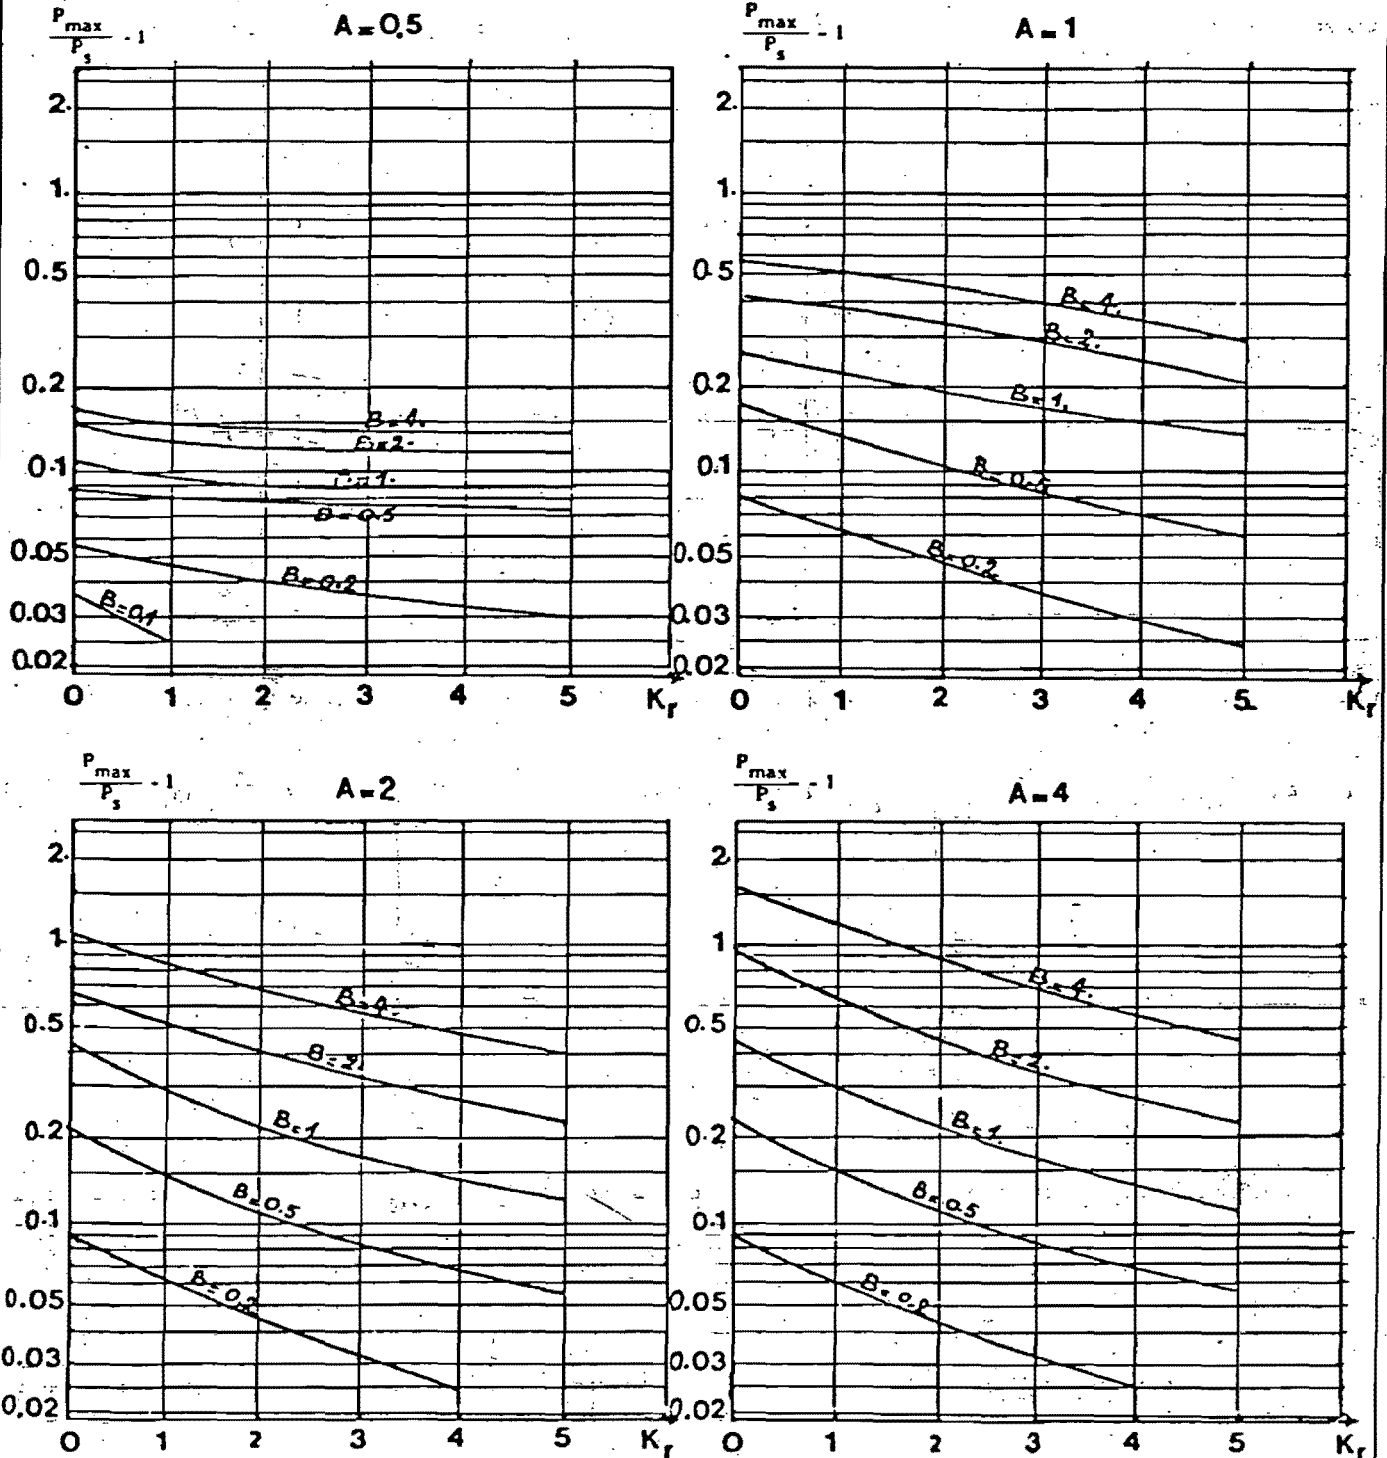 Pmax/Ps - 1
A=0.5
2.
1.
0.5
0.2
0.1
0.05
0.03
0.02
B=4.
B=2.
B=1.
B=0.5
B=0.2
B=0.1
0 1 2 3 4 5 Kr
Pmax/Ps - 1
A=1
2.
1.
0.5
0.2
0.1
0.05
0.03
0.02
B=4.
B=2.
B=1.
B=0.5
B=0.2
0 1 2 3 4 5. Kr
Pmax/Ps - 1
A=2
2.
1.
0.5
0.2
0.1
0.05
0.03
0.02
B=4.
B=2.
B=1
B=0.5
B=0.2
0 1 2 3 4 5 Kr
Pmax/Ps - 1
A=4
2.
1
0.5
0.2
0.1
0.05
0.03
0.02
B=4.
B=2.
B=1.
B=0.5
B=0.2
0 1 2 3 4 5 Kr